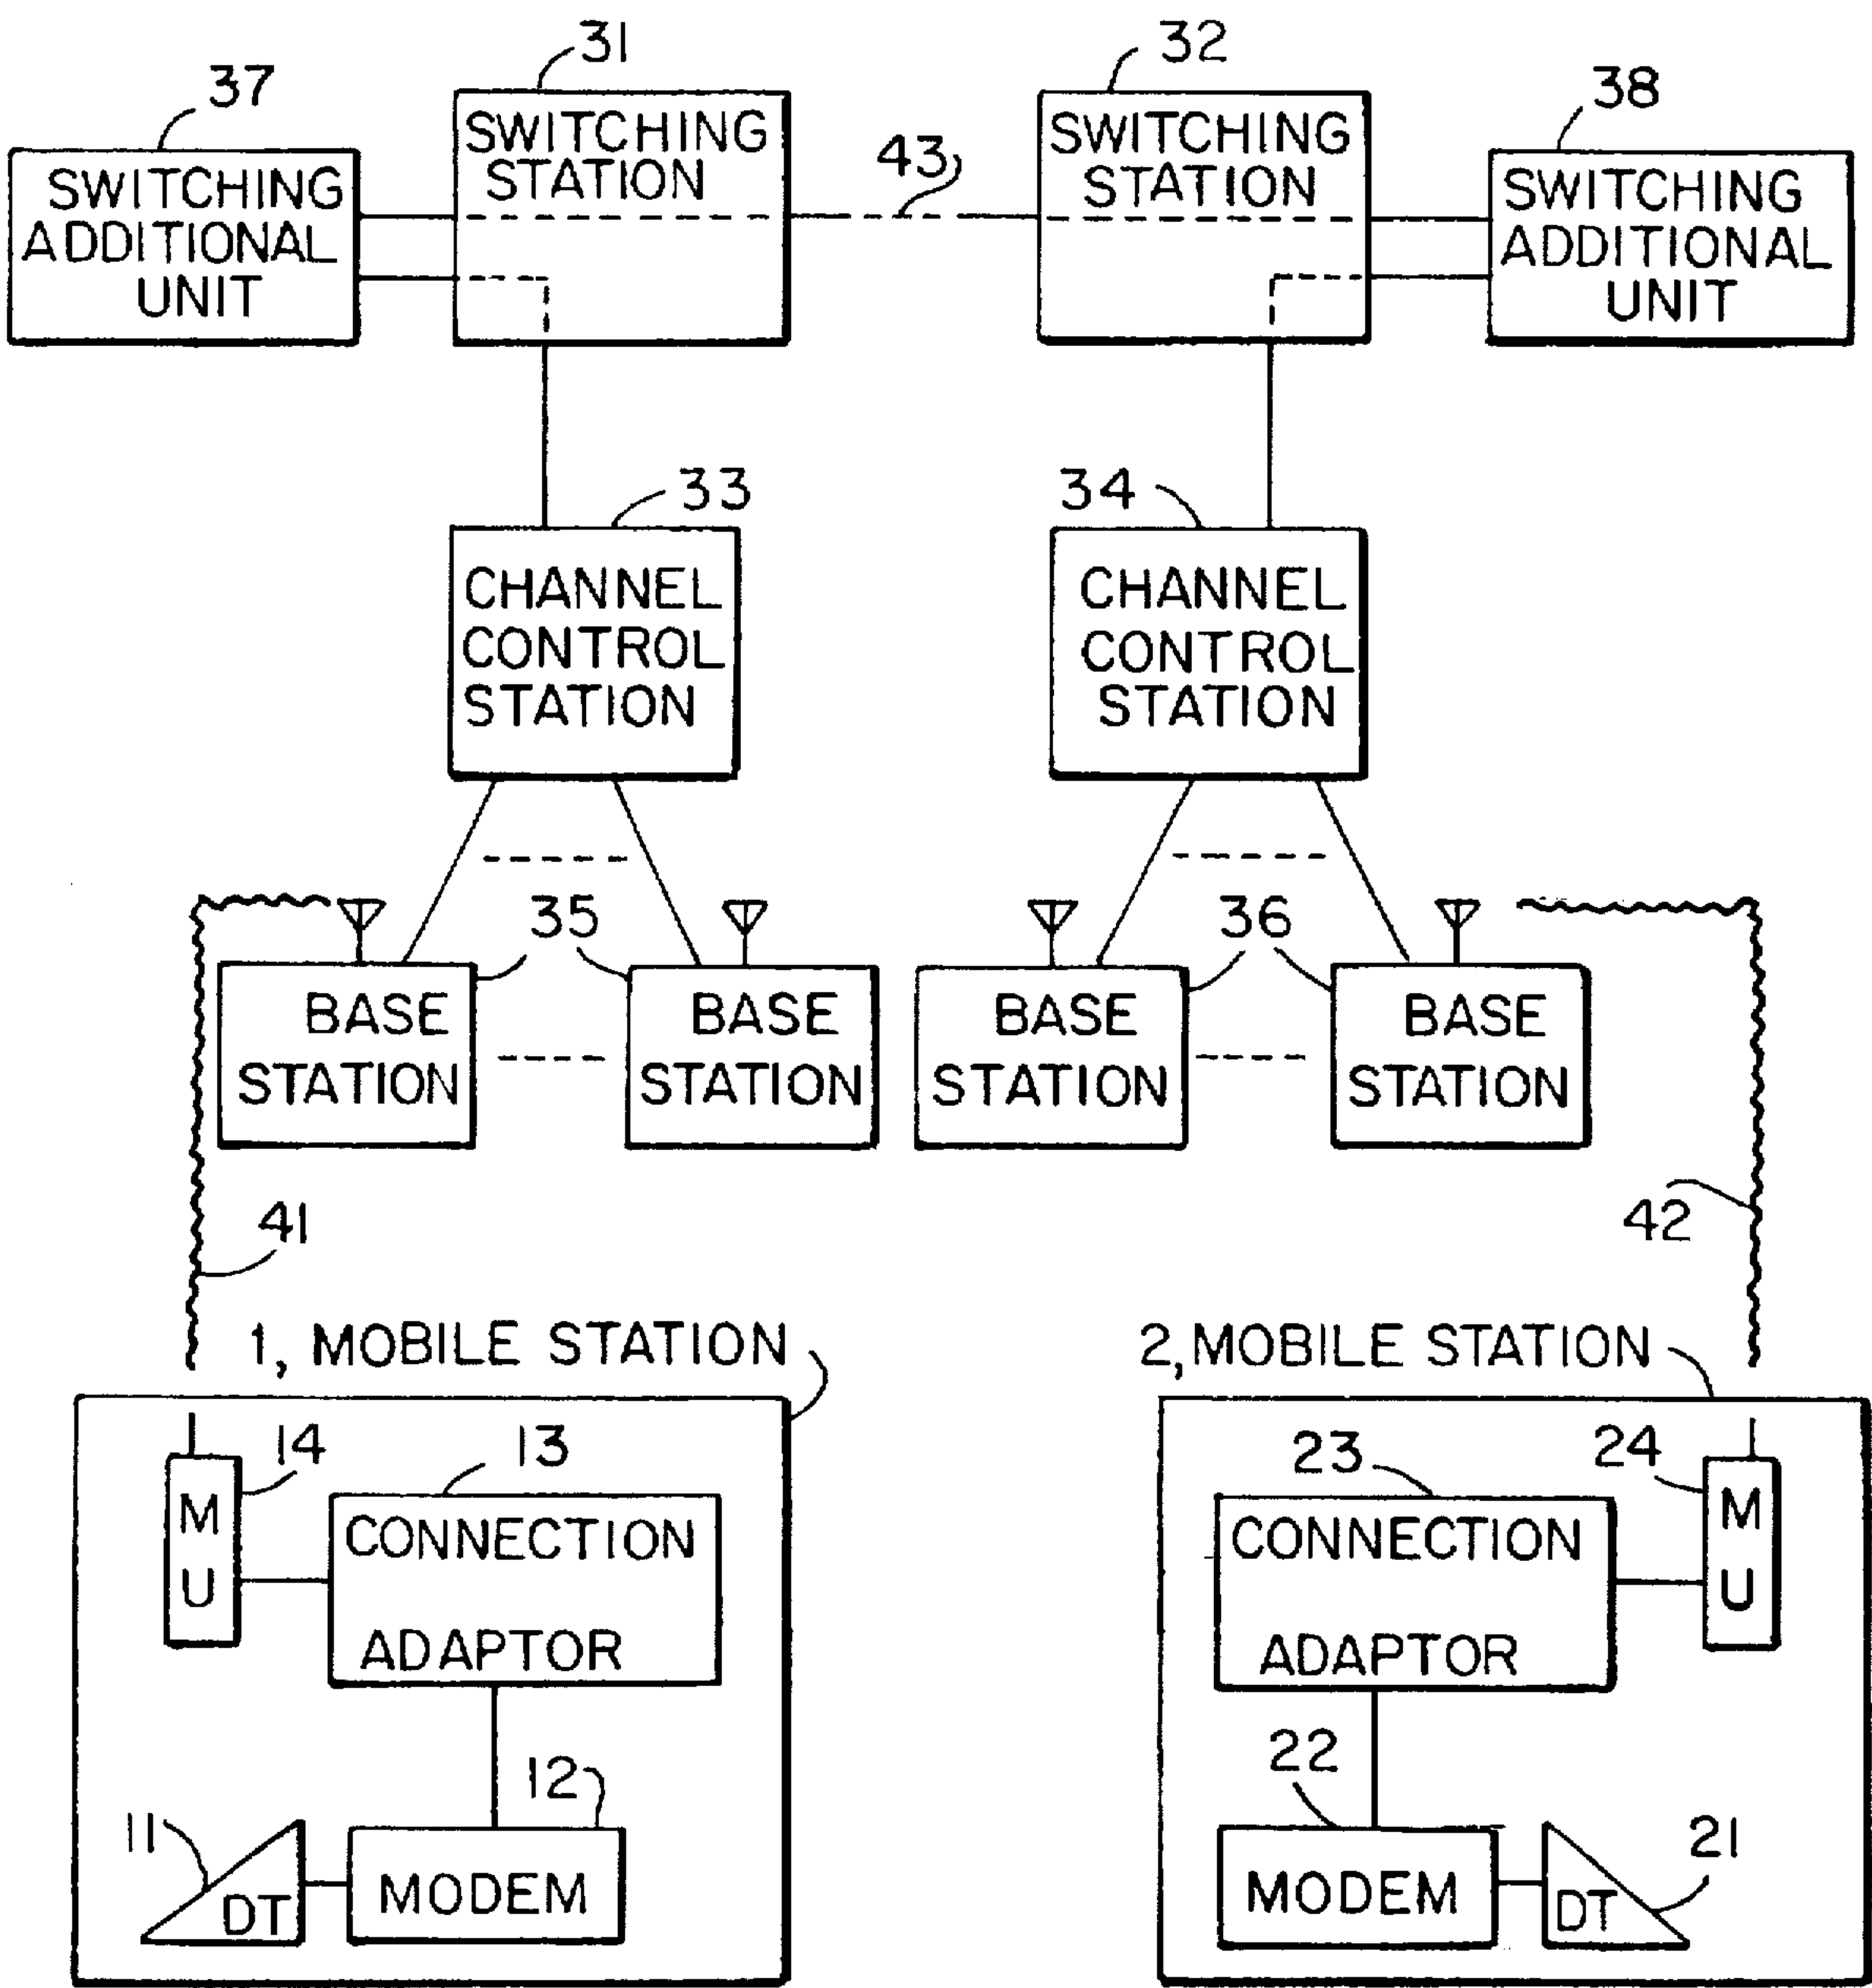 31
32
37
38
SWITCHING
STATION
43
SWITCHING
STATION
SWITCHING
ADDITIONAL
UNIT
SWITCHING
ADDITIONAL
UNIT
33
34
CHANNEL
CONTROL
STATION
CHANNEL
CONTROL
STATION
35
36
BASE
STATION
BASE
STATION
BASE
STATION
BASE
STATION
41
42
1, MOBILE STATION
2, MOBILE STATION
14
13
23
24
M
U
CONNECTION
ADAPTOR
CONNECTION
ADAPTOR
M
U
12
22
11
DT
MODEM
MODEM
DT
21